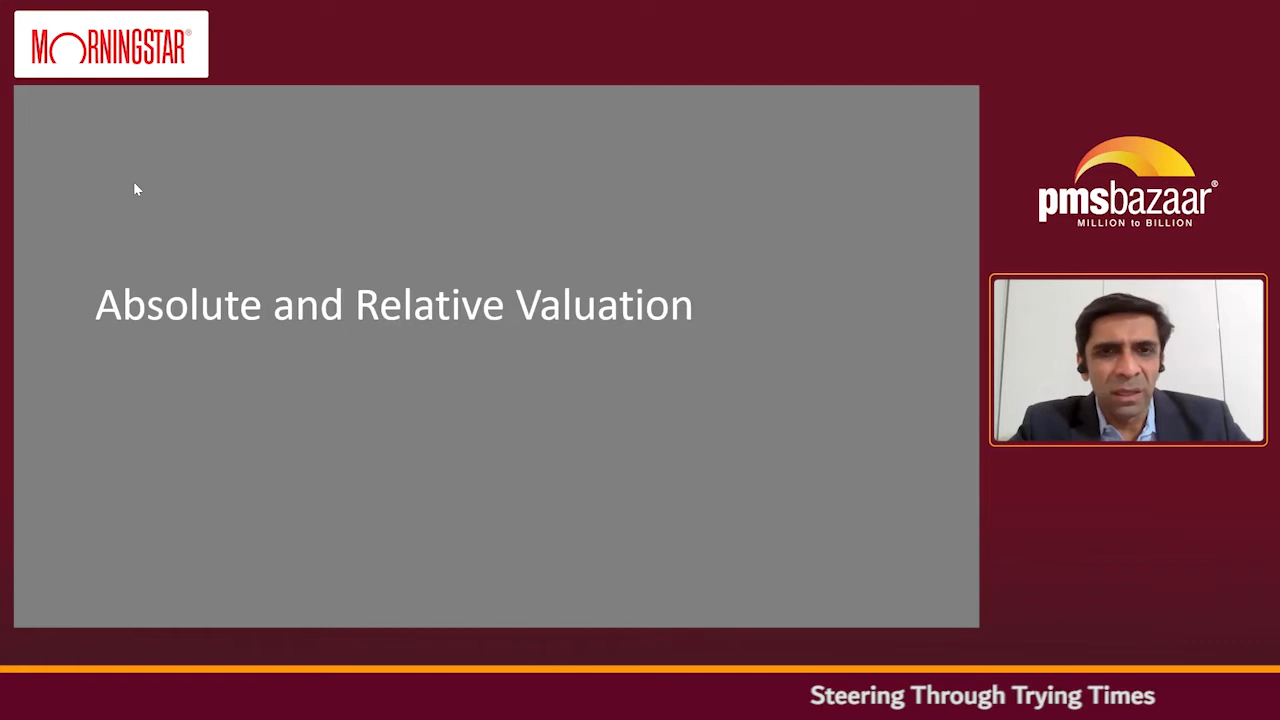 MORNINGSTAR®
Absolute and Relative Valuation
pmsbazaar®
MILLION to BILLION
Steering Through Trying Times